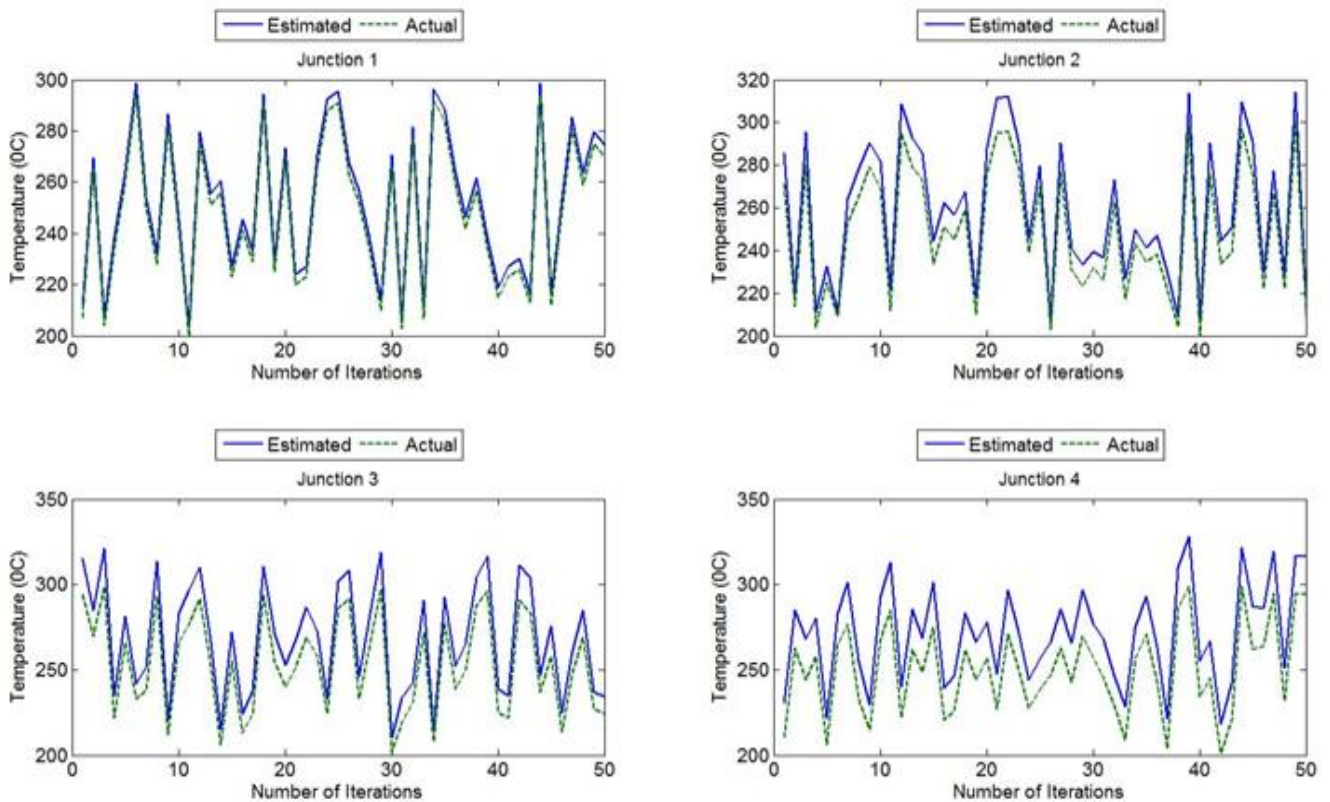 Estimated Actual
Junction 1
300
280
260
240
220
200
0 10 20 30 40 50
Temperature (0C)
Number of Iterations
Estimated Actual
Junction 2
320
300
280
260
240
220
200
0 10 20 30 40 50
Temperature (0C)
Number of Iterations
Estimated Actual
Junction 3
350
300
250
200
0 10 20 30 40 50
Temperature (0C)
Number of Iterations
Estimated Actual
Junction 4
350
300
250
200
0 10 20 30 40 50
Temperature (0C)
Number of Iterations